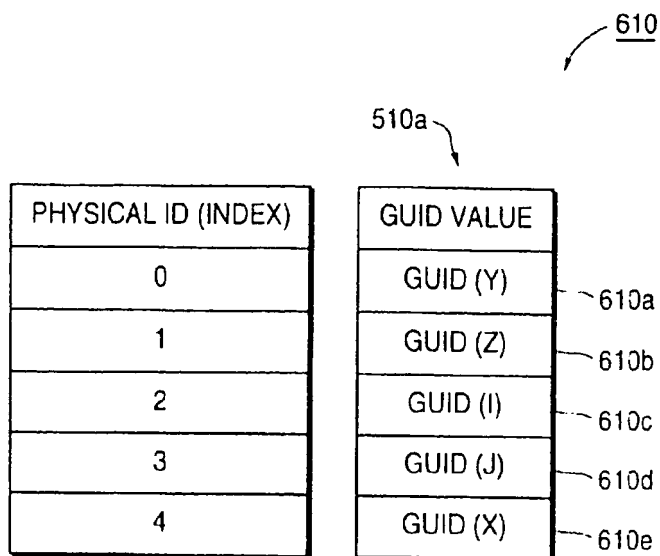 610
510a
PHYSICAL ID (INDEX) GUID VALUE
0 GUID (Y) 610a
1 GUID (Z) 610b
2 GUID (I) 610c
3 GUID (J) 610d
4 GUID (X) 610e